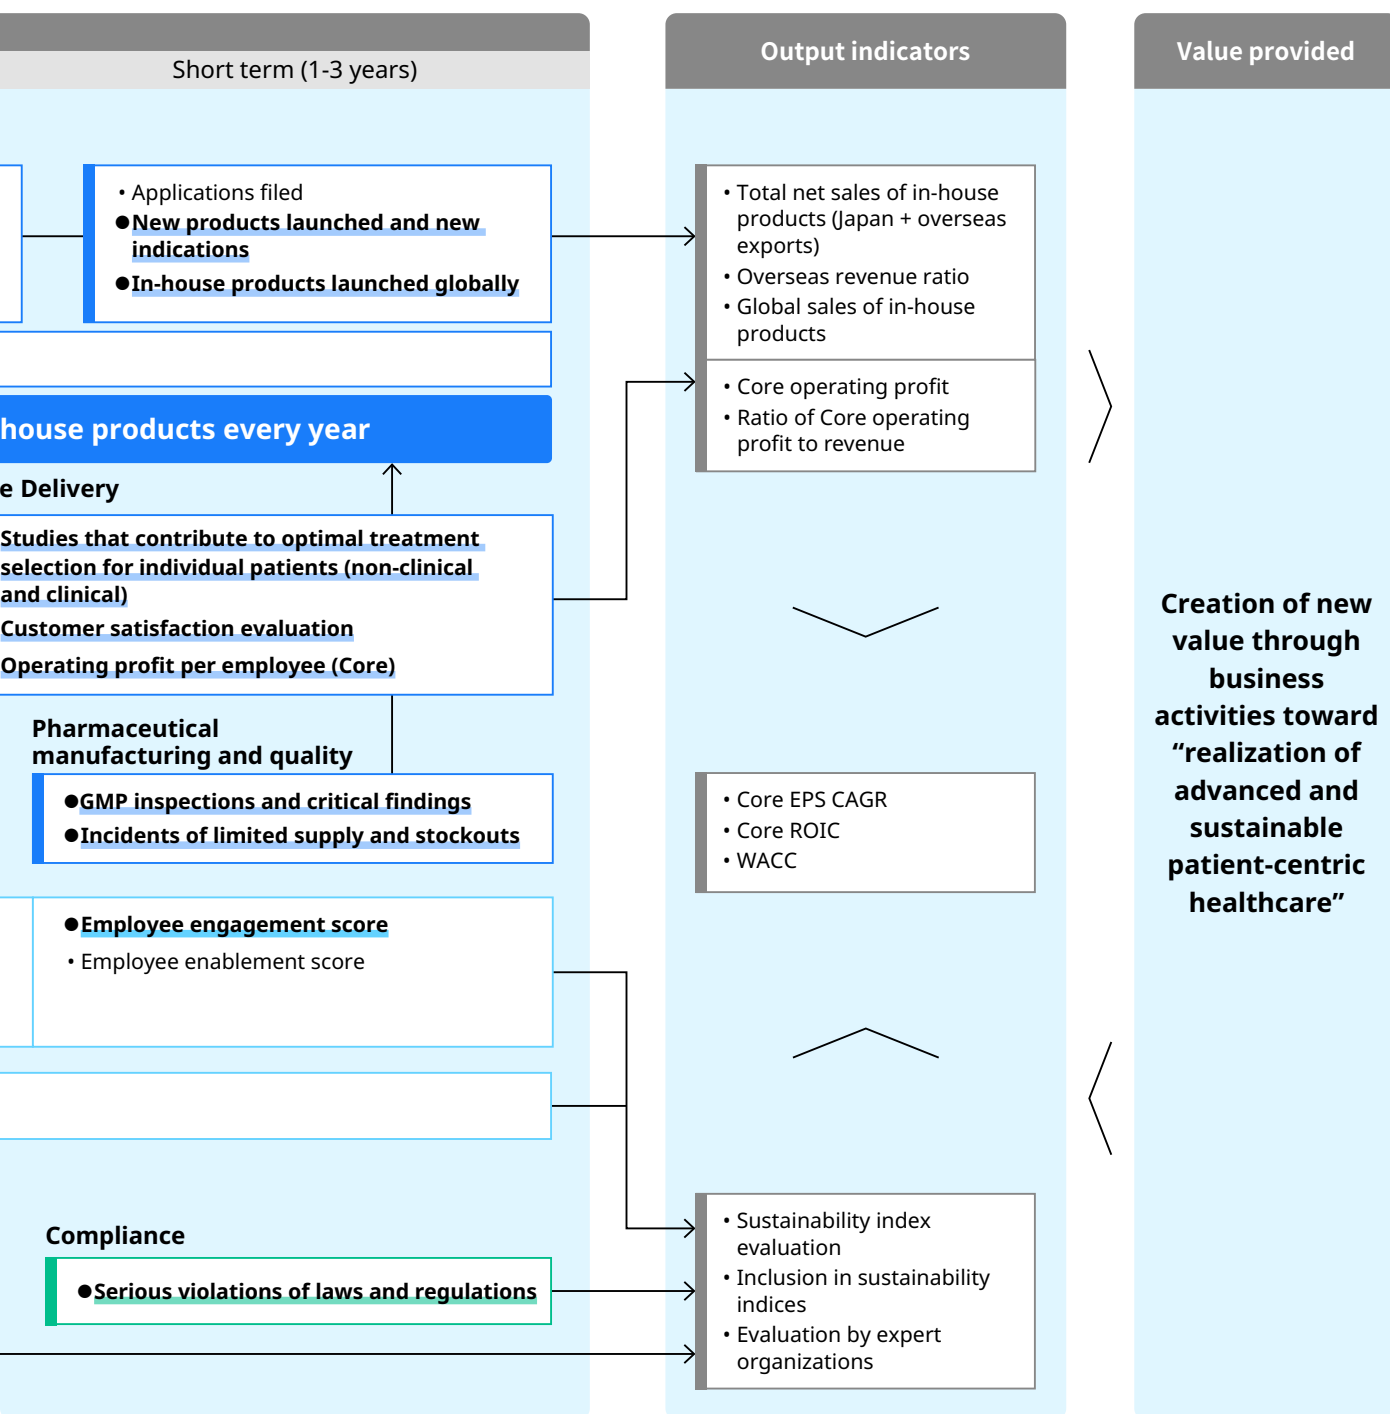 Short term (1-3 years)
• Applications filed
●New products launched and new
indications
●In-house products launched globally
house products every year
e Delivery
Studies that contribute to optimal treatment
selection for individual patients (non-clinical
and clinical)
Customer satisfaction evaluation
Operating profit per employee (Core)
Pharmaceutical
manufacturing and quality
●GMP inspections and critical findings
●Incidents of limited supply and stockouts
●Employee engagement score
• Employee enablement score
Compliance
●Serious violations of laws and regulations
Output indicators
• Total net sales of in-house
products (Japan + overseas
exports)
• Overseas revenue ratio
• Global sales of in-house
products
• Core operating profit
• Ratio of Core operating
profit to revenue
• Core EPS CAGR
• Core ROIC
• WACC
• Sustainability index
evaluation
• Inclusion in sustainability
indices
• Evaluation by expert
organizations
Value provided
Creation of new
value through
business
activities toward
“realization of
advanced and
sustainable
patient-centric
healthcare”